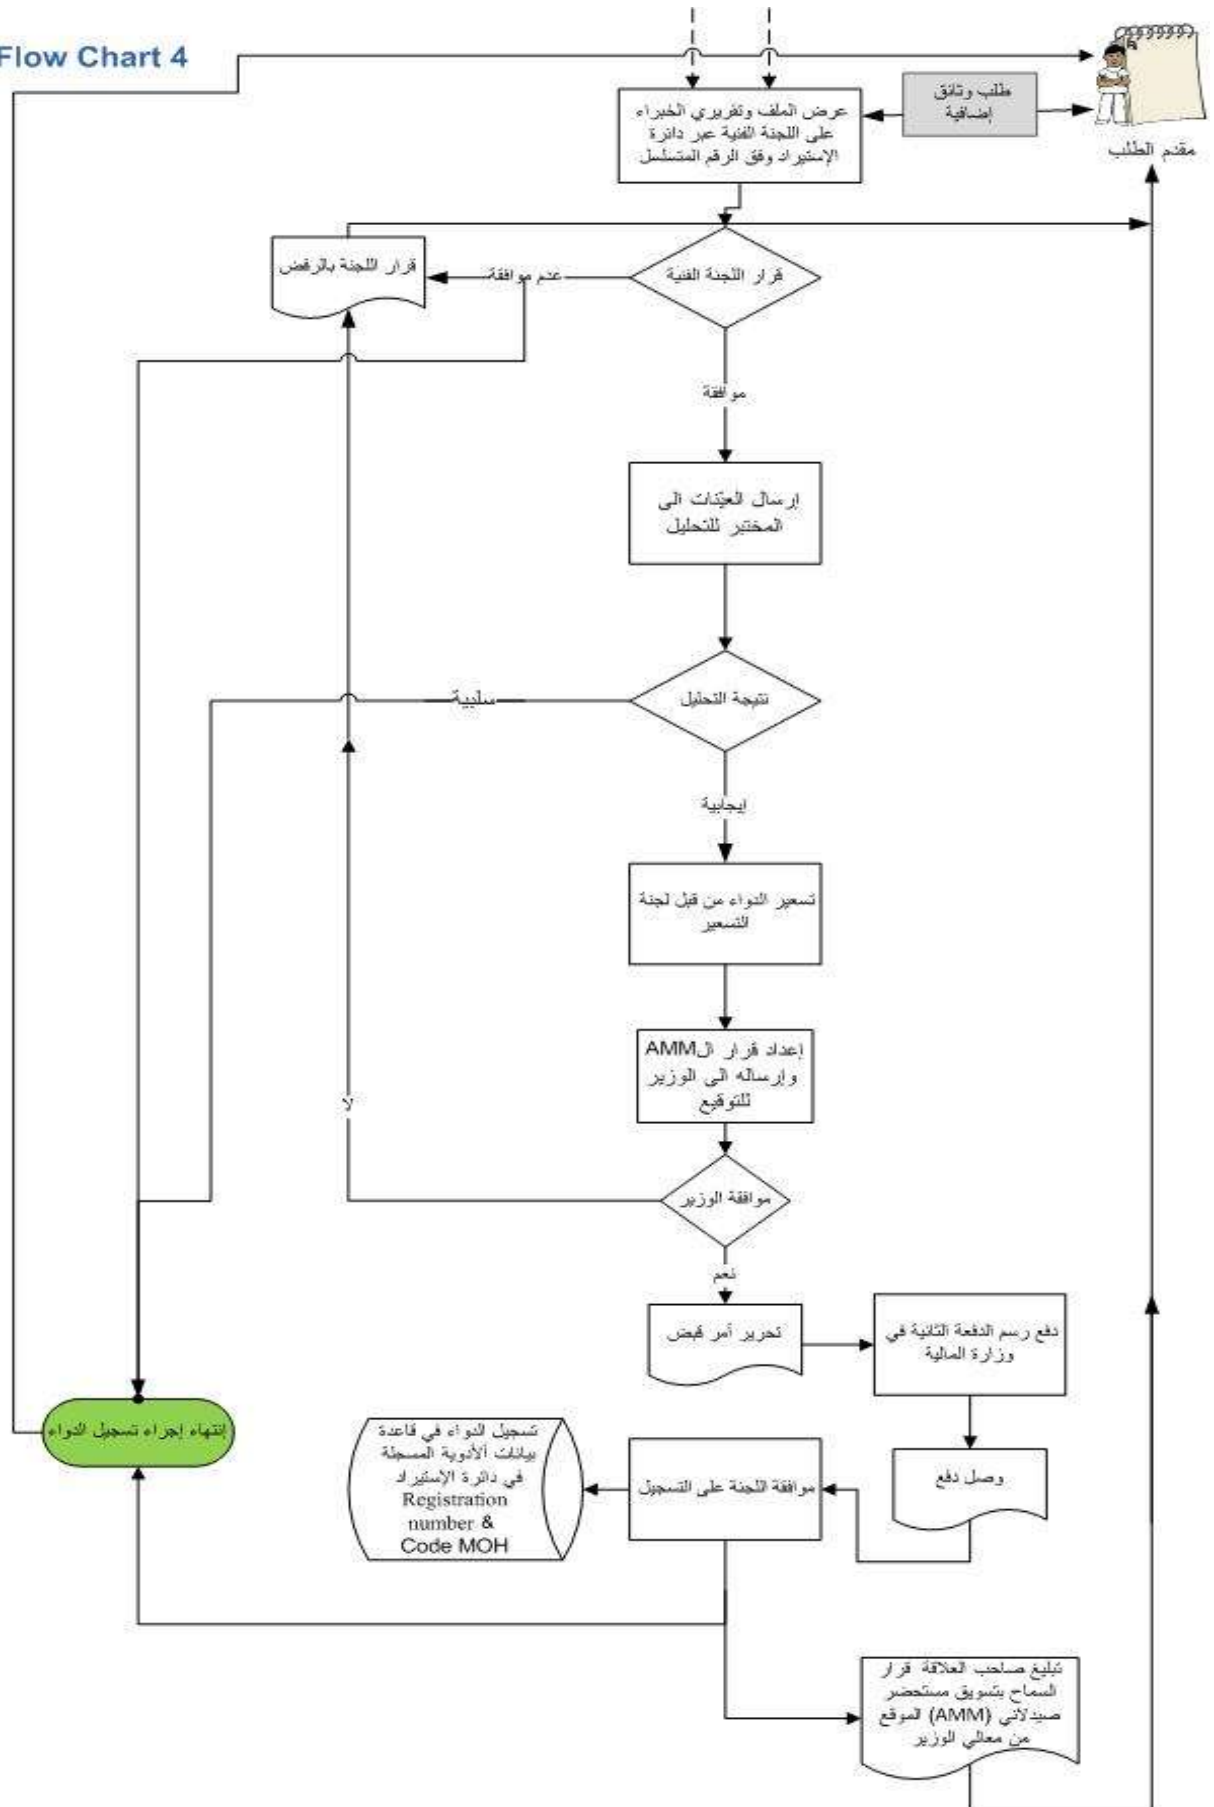 Flow Chart 4
طلب وثائق
إضافية
مقدم الطلب
عرض الملف وتقريري الخبراء
على اللجنة الفنية عبر دائرة
الإستيراد وفق الرقم المتسلسل
قرار اللجنة الفنية
عدم موافقة
قرار اللجنة بالرفض
موافقة
إرسال العيّنات الى
المختبر للتحليل
نتيجة التحليل
سلبية
إيجابية
تسعير الدواء من قبل لجنة
التسعير
إعداد قرار الAMM
وإرساله الى الوزير
للتوقيع
لا
موافقة الوزير
نعم
تحرير أمر قبض
دفع رسم الدفعة الثانية في
وزارة المالية
وصل دفع
موافقة اللجنة على التسجيل
تسجيل الدواء في قاعدة
بيانات ألأدوية المسجلة
في دائرة الإستيراد
Registration
number &
Code MOH
إنتهاء إجراء تسجيل الدواء
تبليغ صاحب العلاقة قرار
السماح بتسويق مستحضر
صيدلاني (AMM) الموقع
من معالي الوزير